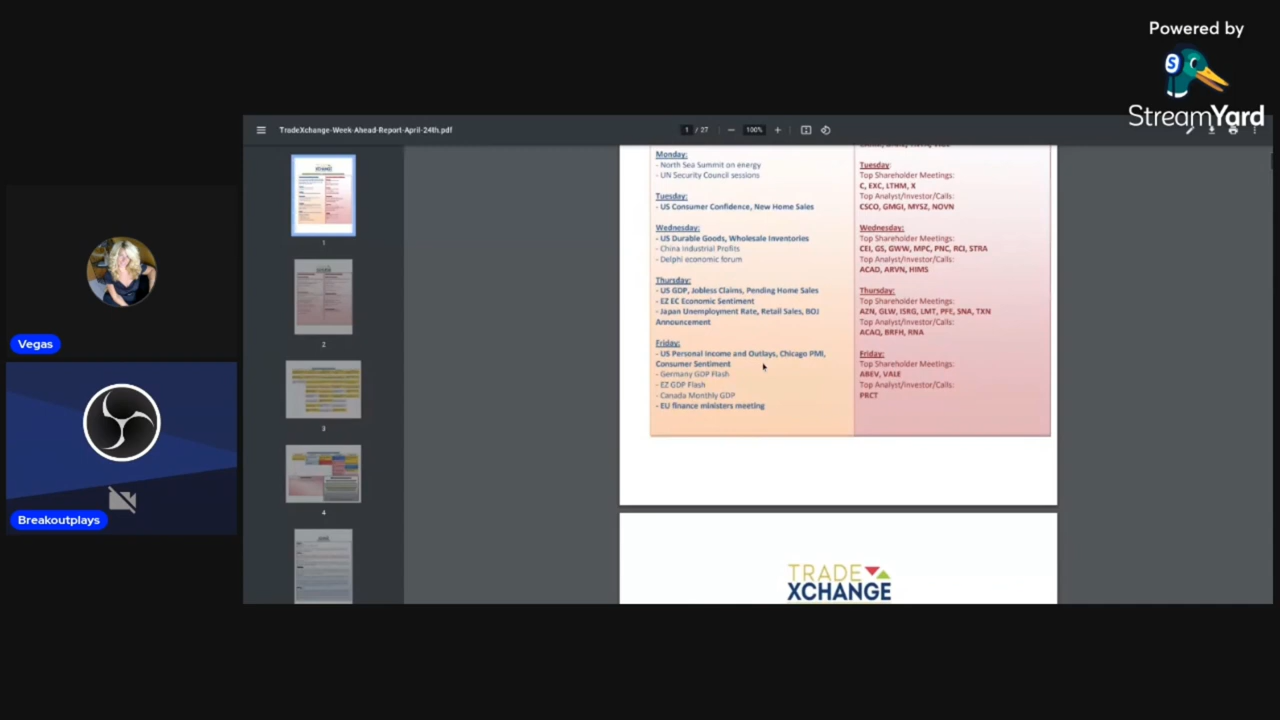 Powered by
StreamYard
TradeXchange-Week-Ahead-Report-April-24th.pdf
1 / 27
100%
Monday:
- North Sea Summit on energy
- UN Security Council sessions
Tuesday:
- US Consumer Confidence, New Home Sales
Wednesday:
- US Durable Goods, Wholesale Inventories
- China Industrial Profits
- Delphi economic forum
Thursday:
- US GDP, Jobless Claims, Pending Home Sales
- EZ EC Economic Sentiment
- Japan Unemployment Rate, Retail Sales, BOJ
Announcement
Friday:
- US Personal Income and Outlays, Chicago PMI,
Consumer Sentiment
- Germany GDP Flash
- EZ GDP Flash
- Canada Monthly GDP
- EU finance ministers meeting
Tuesday:
Top Shareholder Meetings:
C, EXC, LTHM, X
Top Analyst/Investor/Calls:
CSCO, GMGI, MYSZ, NOVN
Wednesday:
Top Shareholder Meetings:
CEI, GS, GWW, MPC, PNC, RCI, STRA
Top Analyst/Investor/Calls:
ACAD, ARVN, HIMS
Thursday:
Top Shareholder Meetings:
AZN, GLW, ISRG, LMT, PFE, SNA, TXN
Top Analyst/Investor/Calls:
ACAQ, BRFH, RNA
Friday:
Top Shareholder Meetings:
ABEV, VALE
Top Analyst/Investor/Calls:
PRCT
TRADE
XCHANGE
1
2
3
4
Vegas
Breakoutplays